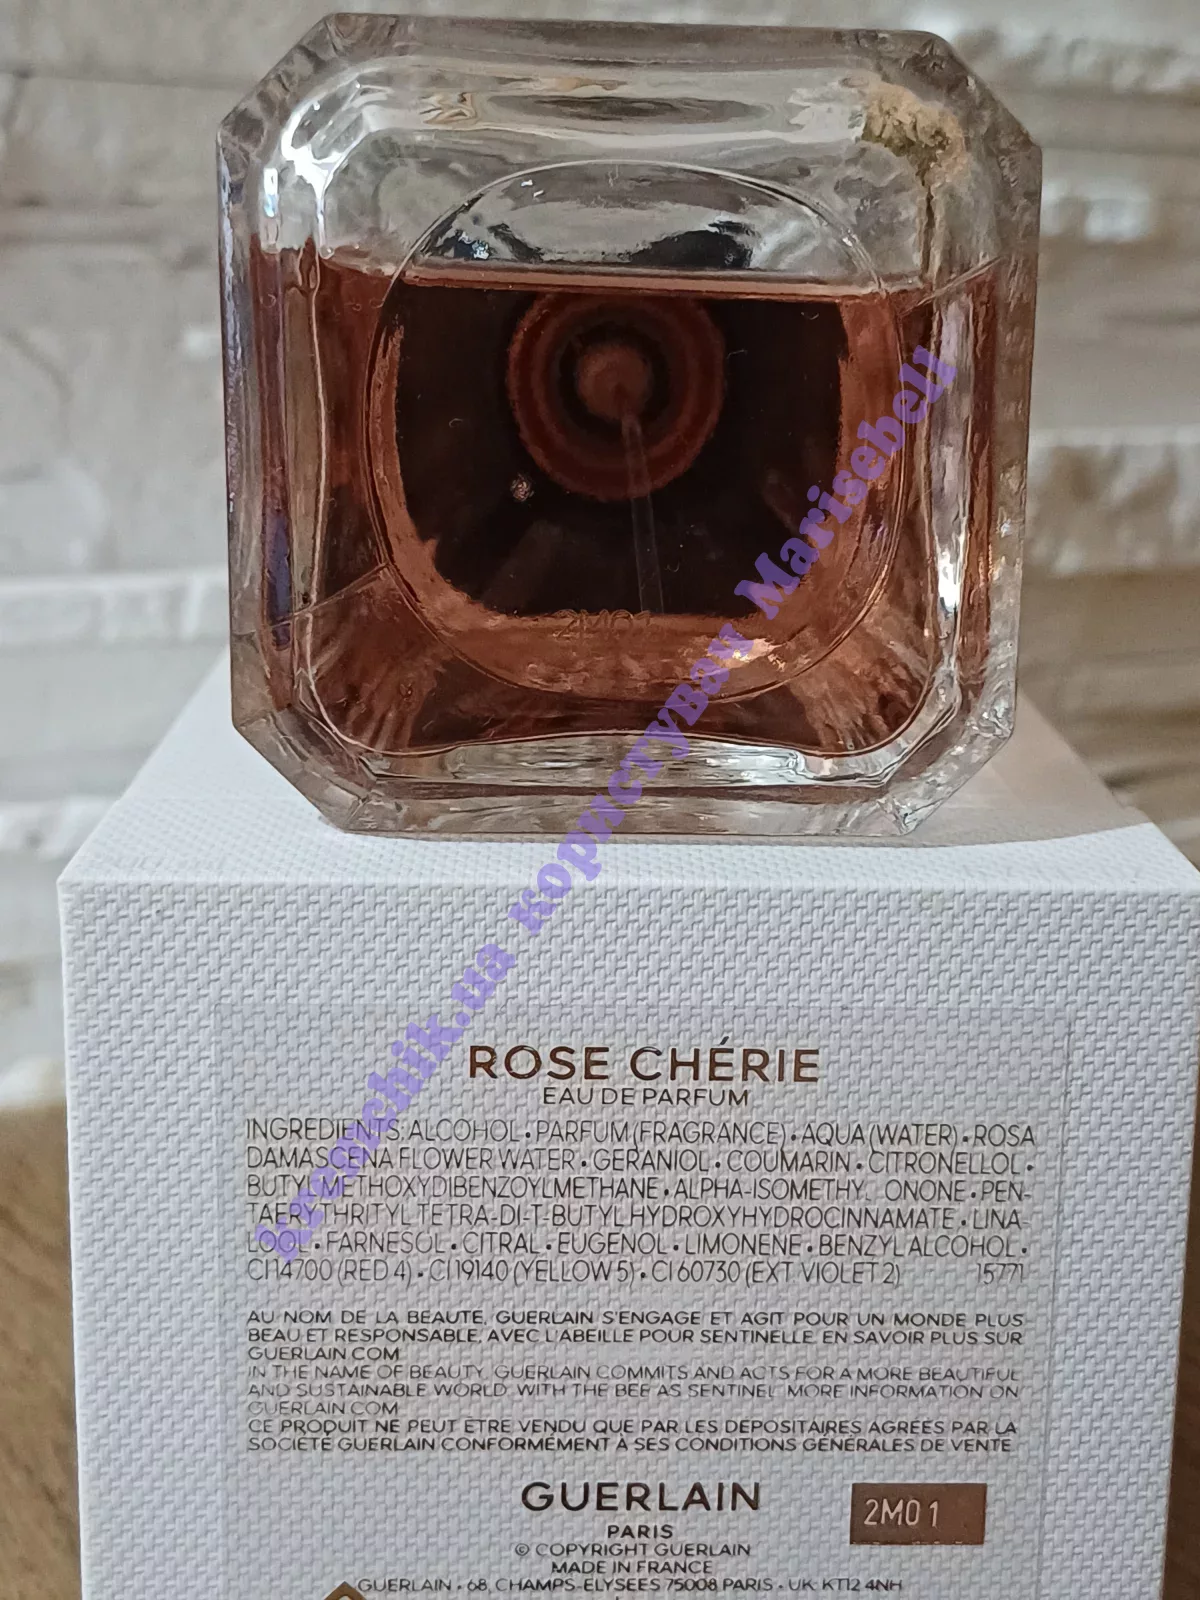 2M01
kremchik.ua користувач Marisebell
ROSE CHÉRIE
EAU DE PARFUM
INGREDIENTS: ALCOHOL • PARFUM (FRAGRANCE) • AQUA (WATER) • ROSA
DAMASCENA FLOWER WATER • GERANIOL • COUMARIN • CITRONELLOL •
BUTYL METHOXYDIBENZOYLMETHANE • ALPHA-ISOMETHYL IONONE • PEN-
TAERYTHRITYL TETRA-DI-T-BUTYL HYDROXYHYDROCINNAMATE • LINA-
LOOL • FARNESOL • CITRAL • EUGENOL • LIMONENE • BENZYL ALCOHOL •
CI 14700 (RED 4) • CI 19140 (YELLOW 5) • CI 60730 (EXT. VIOLET 2) 15771
AU NOM DE LA BEAUTE, GUERLAIN S'ENGAGE ET AGIT POUR UN MONDE PLUS
BEAU ET RESPONSABLE, AVEC L'ABEILLE POUR SENTINELLE. EN SAVOIR PLUS SUR
GUERLAIN.COM
IN THE NAME OF BEAUTY, GUERLAIN COMMITS AND ACTS FOR A MORE BEAUTIFUL
AND SUSTAINABLE WORLD, WITH THE BEE AS SENTINEL. MORE INFORMATION ON
GUERLAIN.COM
CE PRODUIT NE PEUT ÊTRE VENDU QUE PAR LES DÉPOSITAIRES AGRÉÉS PAR LA
SOCIÉTÉ GUERLAIN CONFORMÉMENT À SES CONDITIONS GÉNÉRALES DE VENTE.
GUERLAIN
PARIS
2M01
© COPYRIGHT GUERLAIN
MADE IN FRANCE
GUERLAIN • 68, CHAMPS-ELYSEES 75008 PARIS • UK: KT12 4NH